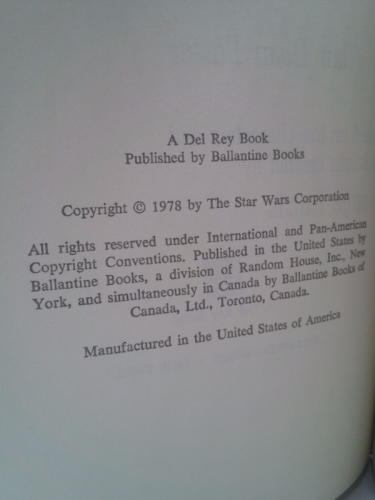 A Del Rey Book
Published by Ballantine Books
Copyright © 1978 by The Star Wars Corporation
All rights reserved under International and Pan-American
Copyright Conventions. Published in the United States by
Ballantine Books, a division of Random House, Inc., New
York, and simultaneously in Canada by Ballantine Books of
Canada, Ltd., Toronto, Canada.
Manufactured in the United States of America